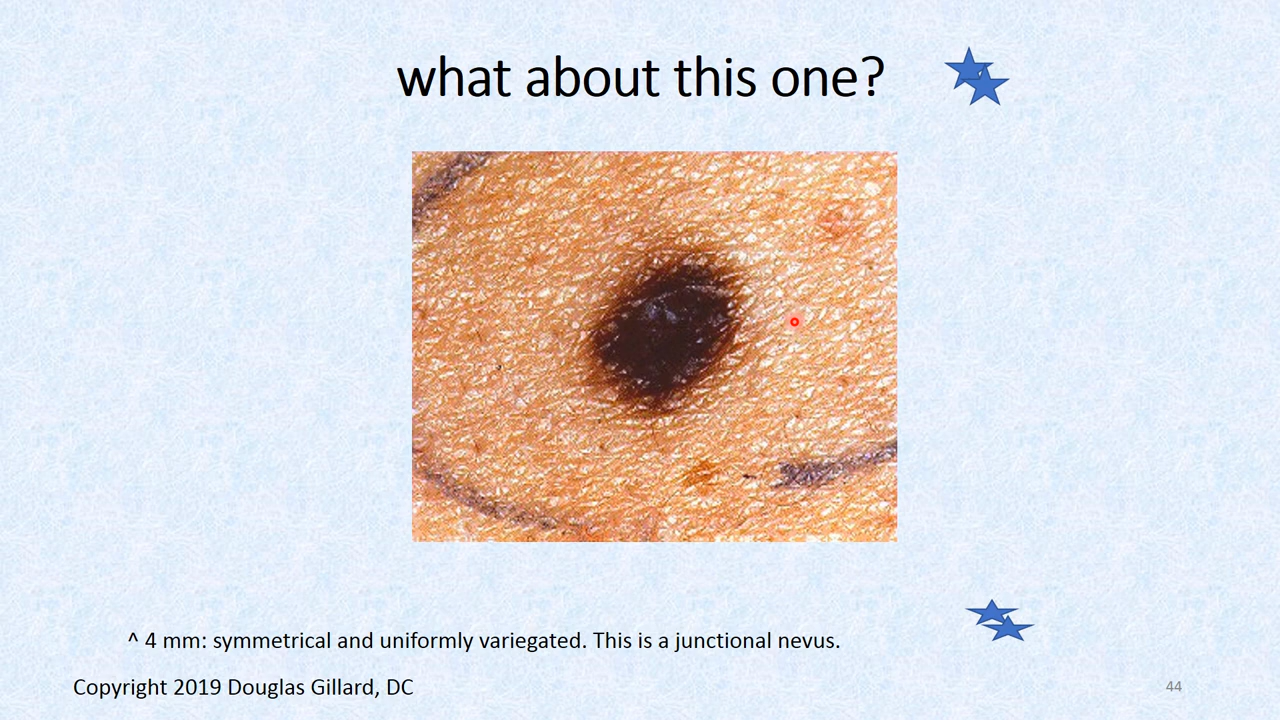 what about this one?
^ 4 mm: symmetrical and uniformly variegated. This is a junctional nevus.
Copyright 2019 Douglas Gillard, DC
44